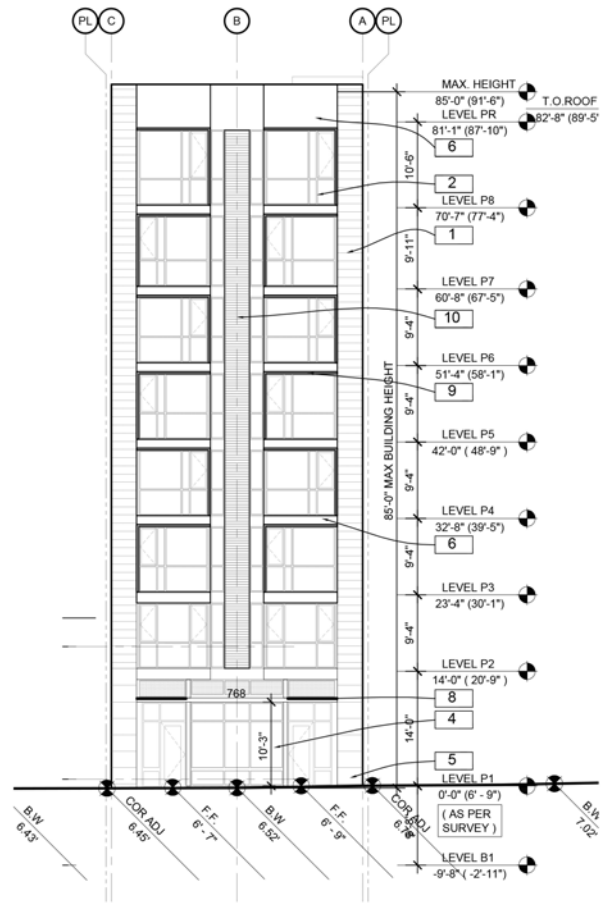 PL
C
B
A
PL
MAX. HEIGHT
85'-0" (91'-6")
T.O.ROOF
82'-8" (89'-5"
LEVEL PR
81'-1" (87'-10")
6
10'-6"
2
LEVEL P8
70'-7" (77'-4")
1
9'-11"
LEVEL P7
60'-8" (67'-5")
10
9'-4"
LEVEL P6
51'-4" (58'-1")
9
9'-4"
85'-0" MAX BUILDING HEIGHT
LEVEL P5
42'-0" ( 48'-9" )
9'-4"
LEVEL P4
32'-8" (39'-5")
6
9'-4"
LEVEL P3
23'-4" (30'-1")
9'-4"
LEVEL P2
14'-0" ( 20'-9" )
768
8
4
10'-3"
14'-0"
5
LEVEL P1
0'-0" (6' - 9")
( AS PER
SURVEY )
B.W
6.43'
COR ADJ
6.45'
F.F.
6' - 7"
B.W
6.52'
F.F.
6' - 9"
COR ADJ
B.W
7.02'
LEVEL B1
-9'-8" ( -2'-11")